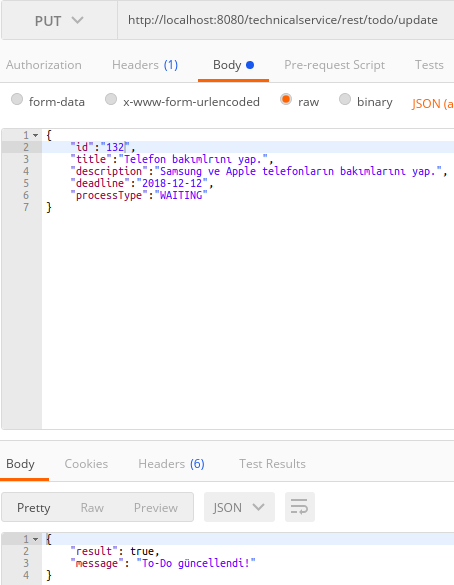 PUT http://localhost:8080/technicalservice/rest/todo/update
Authorization Headers (1) Body Pre-request Script Tests
form-data x-www-form-urlencoded raw binary JSON (a
1 {
2 "id":"132",
3 "title":"Telefon bakımlrını yap.",
4 "description":"Samsung ve Apple telefonların bakımlarını yap.",
5 "deadline":"2018-12-12",
6 "processType":"WAITING"
7 }
Body Cookies Headers (6) Test Results
Pretty Raw Preview JSON
1 {
2 "result": true,
3 "message": "To-Do güncellendi!"
4 }